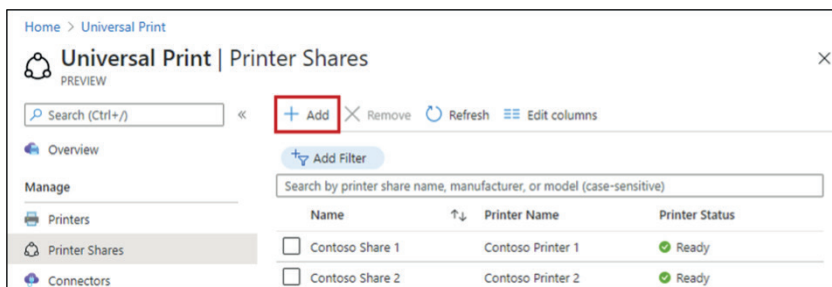 Home > Universal Print
Universal Print | Printer Shares
PREVIEW
Search (Ctrl+/)
«
Add Remove Refresh Edit columns
Overview
Add Filter
Manage
Search by printer share name, manufacturer, or model (case-sensitive)
Name ↑↓ Printer Name Printer Status
Printers
Printer Shares
Contoso Share 1 Contoso Printer 1 Ready
Connectors
Contoso Share 2 Contoso Printer 2 Ready